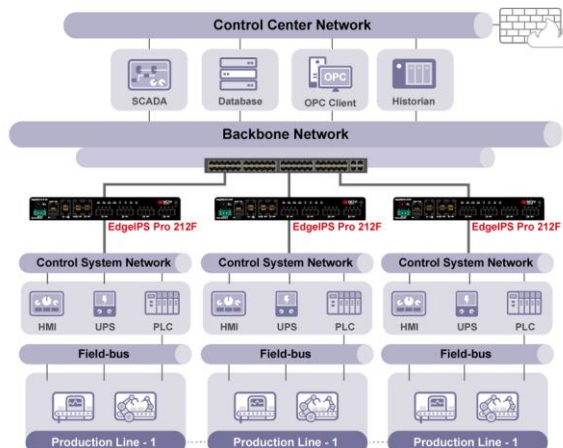 Control Center Network
SCADA
Database
OPC
OPC Client
Historian
Backbone Network
EdgeIPS Pro 212F
EdgeIPS Pro 212F
EdgeIPS Pro 212F
Control System Network
Control System Network
Control System Network
HMI
UPS
PLC
HMI
UPS
PLC
HMI
UPS
PLC
Field-bus
Field-bus
Field-bus
Production Line - 1
Production Line - 1
Production Line - 1